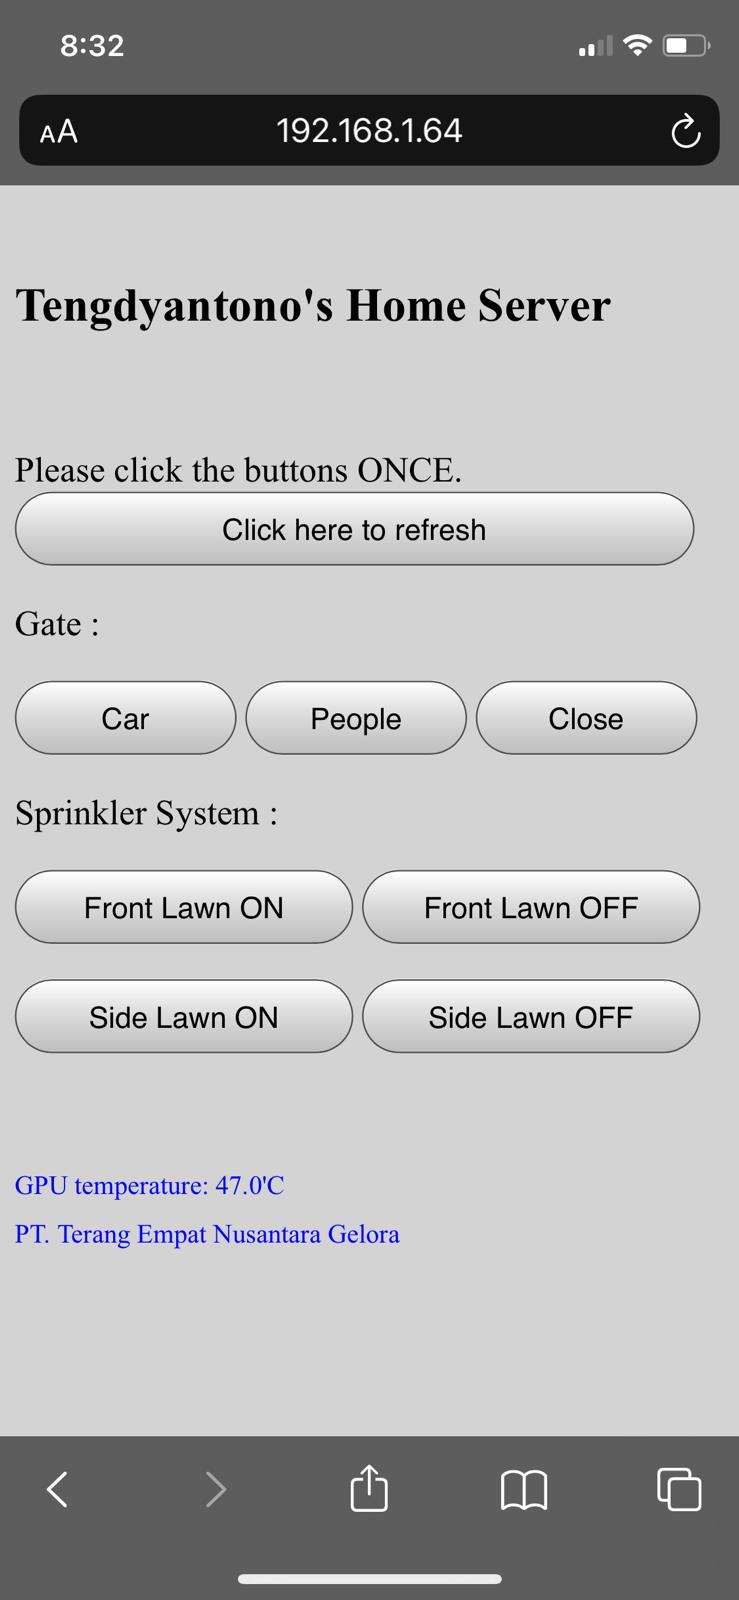 8:32
AA 192.168.1.64
Tengdyantono's Home Server
Please click the buttons ONCE.
Click here to refresh
Gate :
Car People Close
Sprinkler System :
Front Lawn ON Front Lawn OFF
Side Lawn ON Side Lawn OFF
GPU temperature: 47.0'C
PT. Terang Empat Nusantara Gelora